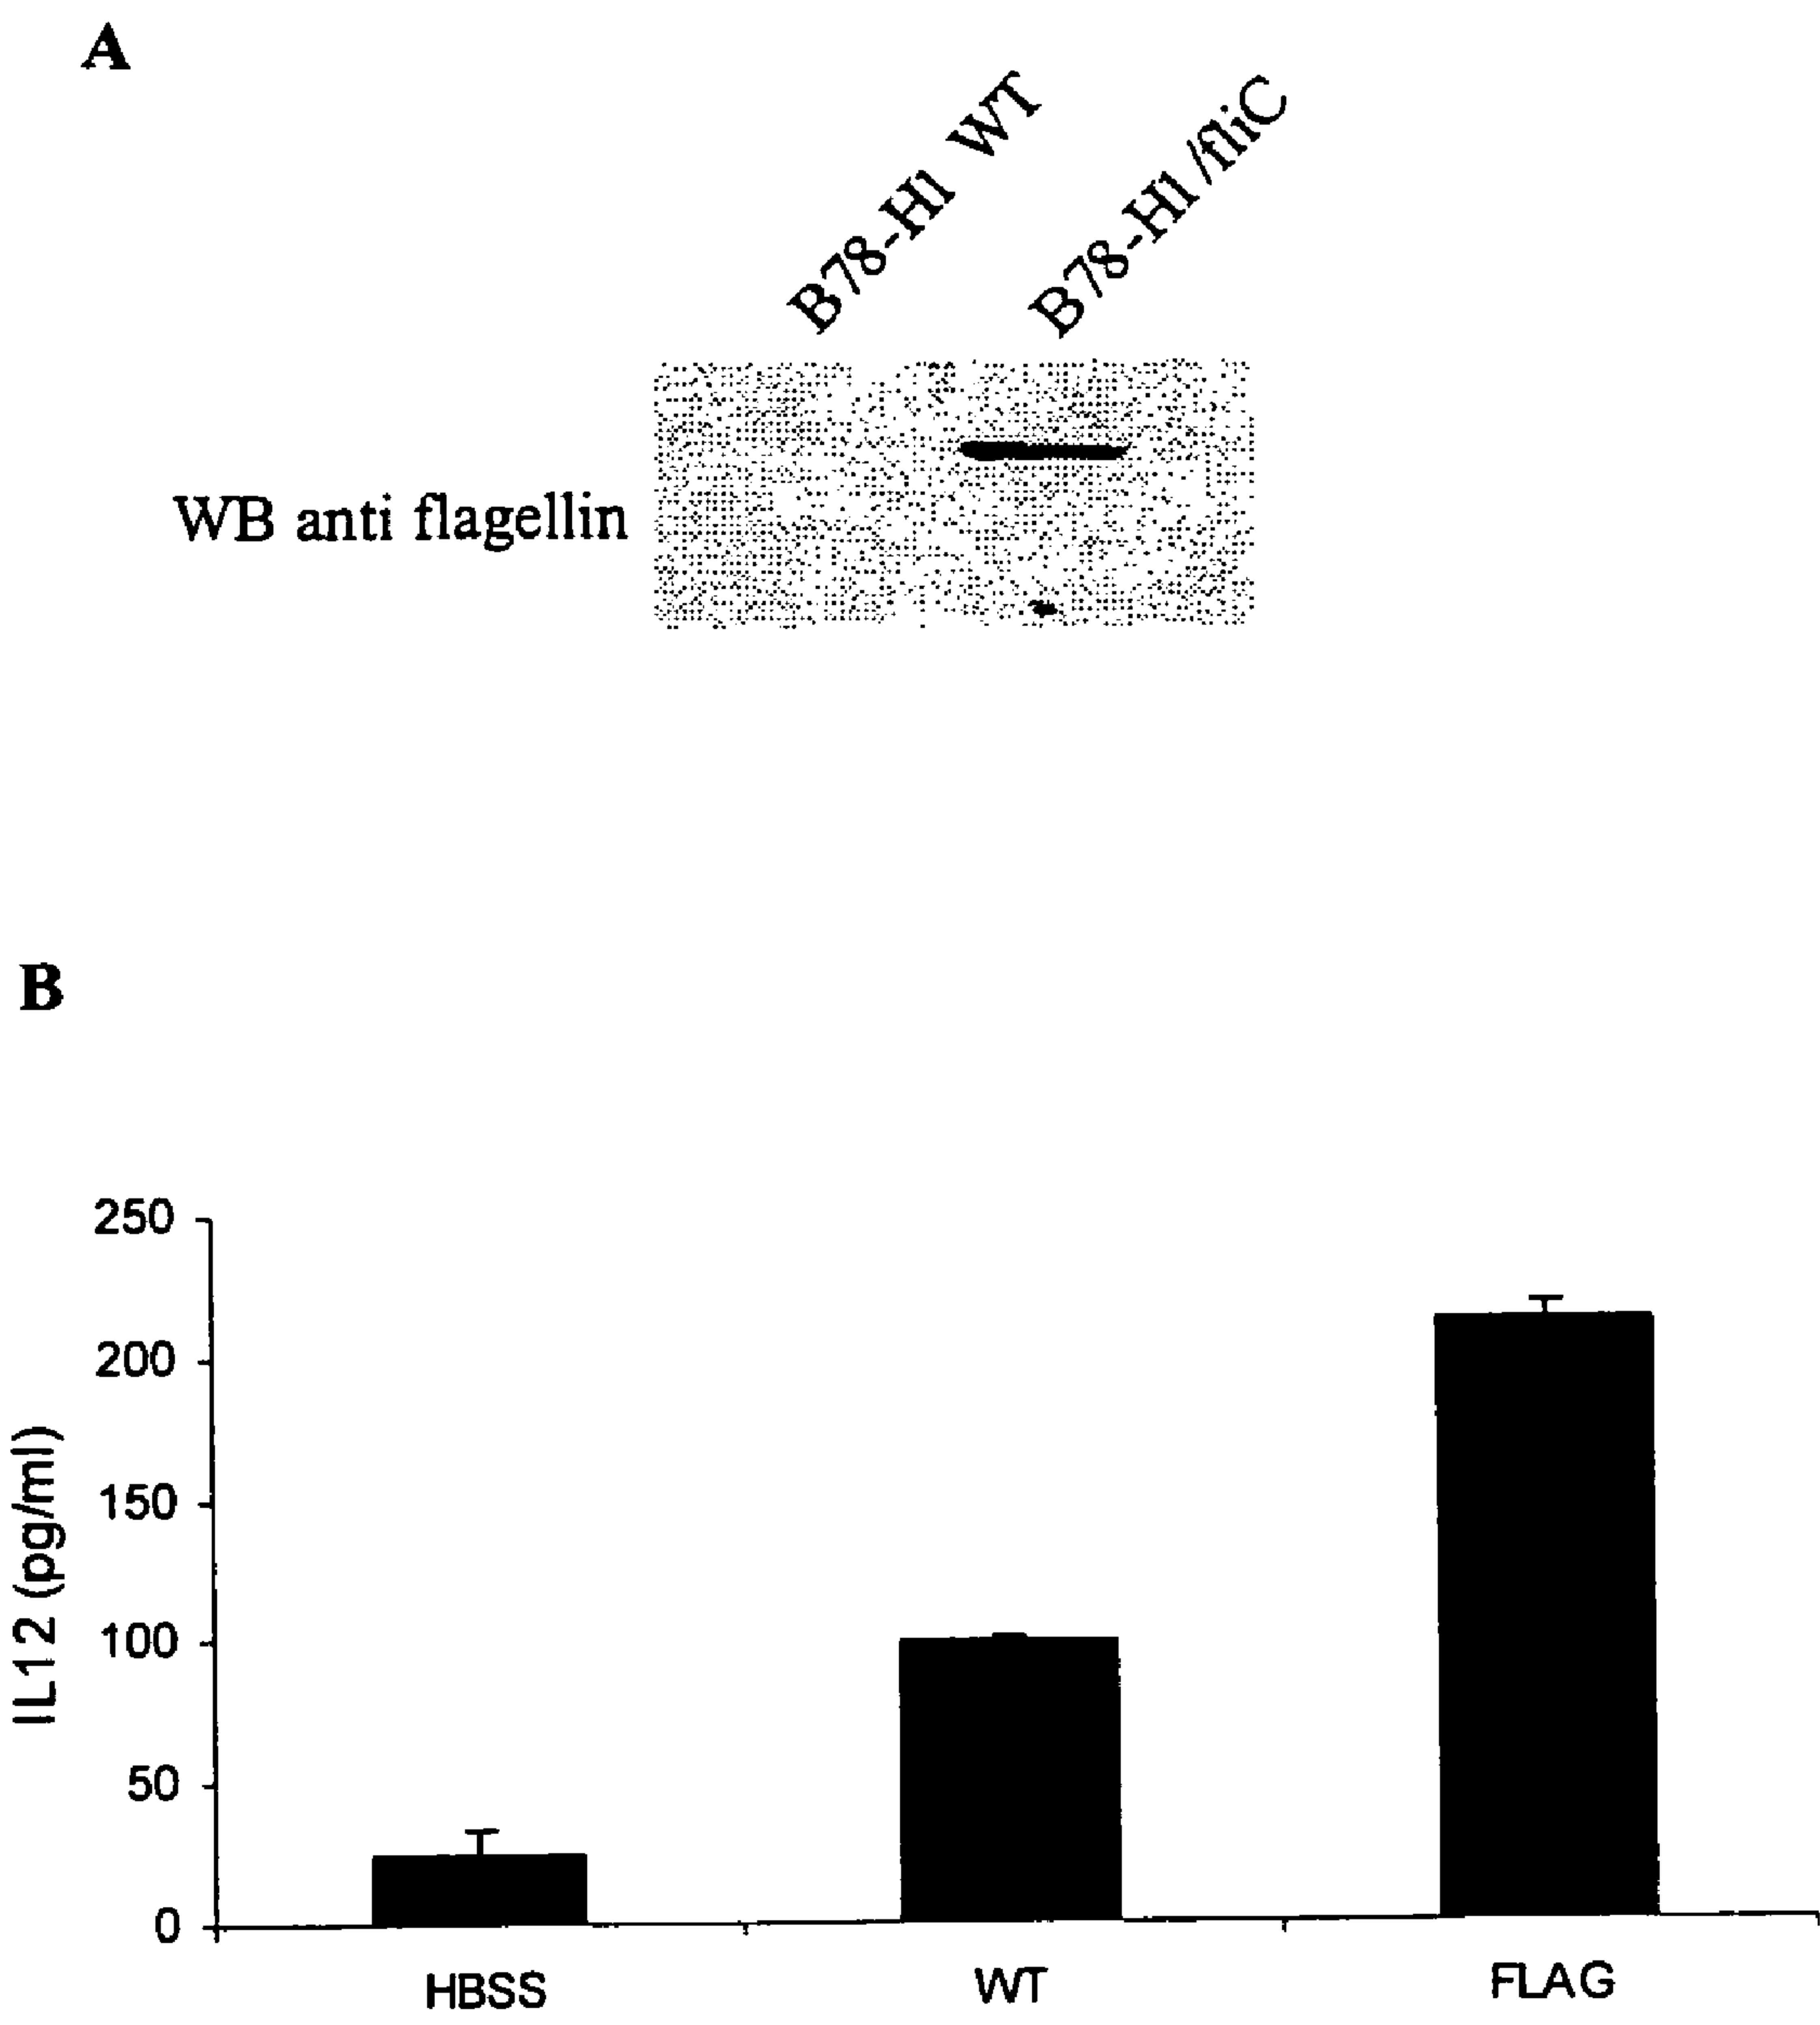 A
B78-H1 WT
B78-H1/fliC
WB anti flagellin
B
250
200
150
100
50
0
IL12 (pg/ml)
HBSS
WT
FLAG